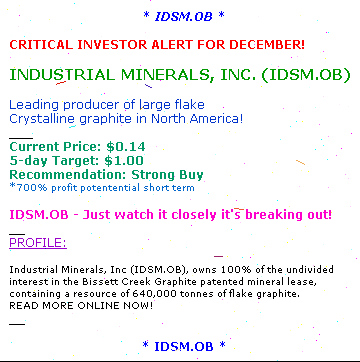 * IDSM.OB *
CRITICAL INVESTOR ALERT FOR DECEMBER!
INDUSTRIAL MINERALS, INC. (IDSM.OB)
Leading producer of large flake
Crystalline graphite in North America!
Current Price: $0.14
5-day Target: $1.00
Recommendation: Strong Buy
*700% profit potentential short term
IDSM.OB - Just watch it closely it's breaking out!
PROFILE:
Industrial Minerals, Inc (IDSM.OB), owns 100% of the undivided
interest in the Bissett Creek Graphite patented mineral lease,
containing a resource of 640,000 tonnes of flake graphite.
READ MORE ONLINE NOW!
* IDSM.OB *